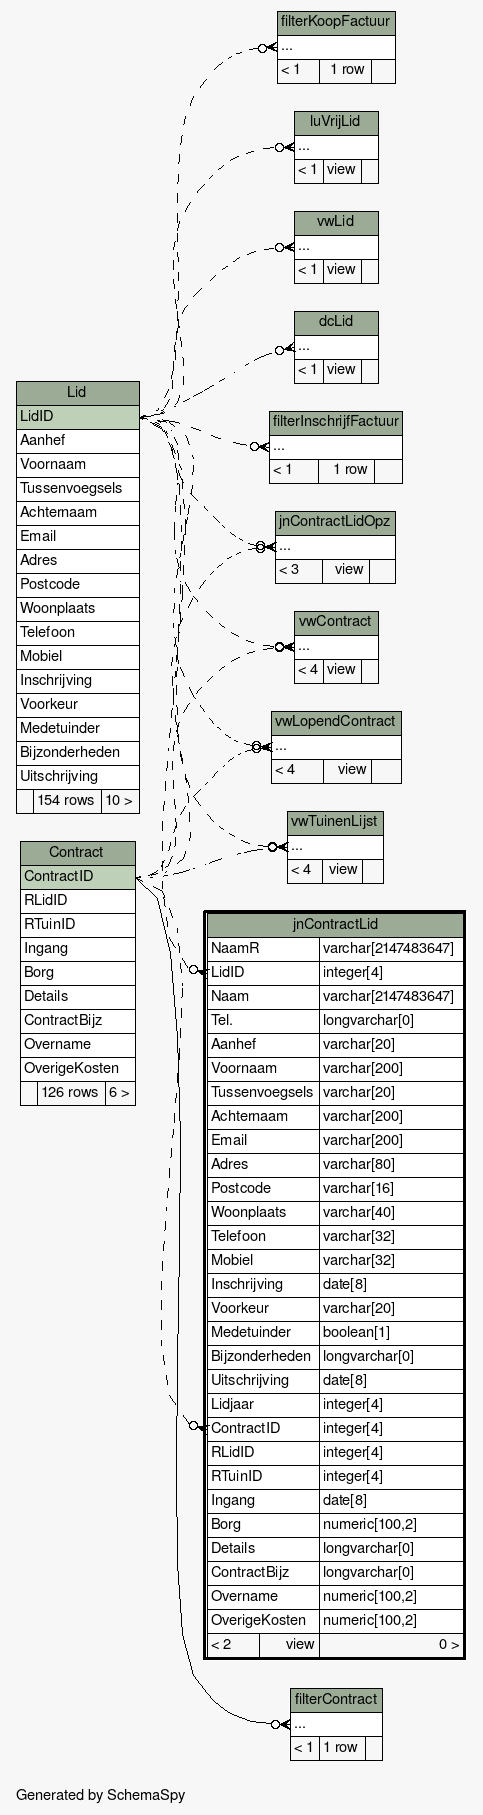 filterKoopFactuur
...
< 1 1 row
luVrijLid
...
< 1 view
vwLid
...
< 1 view
dcLid
...
< 1 view
filterInschrijfFactuur
...
< 1 1 row
jnContractLidOpz
...
< 3 view
vwContract
...
< 4 view
vwLopendContract
...
< 4 view
vwTuinenLijst
...
< 4 view
Lid
LidID
Aanhef
Voornaam
Tussenvoegsels
Achternaam
Email
Adres
Postcode
Woonplaats
Telefoon
Mobiel
Inschrijving
Voorkeur
Medetuinder
Bijzonderheden
Uitschrijving
154 rows 10 >
Contract
ContractID
RLidID
RTuinID
Ingang
Borg
Details
ContractBijz
Overname
OverigeKosten
126 rows 6 >
jnContractLid
NaamR varchar[2147483647]
LidID integer[4]
Naam varchar[2147483647]
Tel. longvarchar[0]
Aanhef varchar[20]
Voornaam varchar[200]
Tussenvoegsels varchar[20]
Achternaam varchar[200]
Email varchar[200]
Adres varchar[80]
Postcode varchar[16]
Woonplaats varchar[40]
Telefoon varchar[32]
Mobiel varchar[32]
Inschrijving date[8]
Voorkeur varchar[20]
Medetuinder boolean[1]
Bijzonderheden longvarchar[0]
Uitschrijving date[8]
Lidjaar integer[4]
ContractID integer[4]
RLidID integer[4]
RTuinID integer[4]
Ingang date[8]
Borg numeric[100,2]
Details longvarchar[0]
ContractBijz longvarchar[0]
Overname numeric[100,2]
OverigeKosten numeric[100,2]
< 2 view 0 >
filterContract
...
< 1 1 row
Generated by SchemaSpy